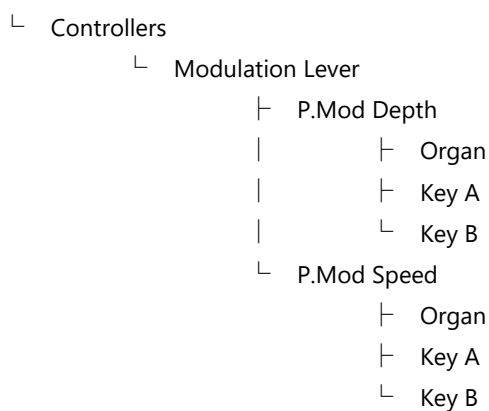 Controllers
Modulation Lever
P.Mod Depth
Organ
Key A
Key B
P.Mod Speed
Organ
Key A
Key B